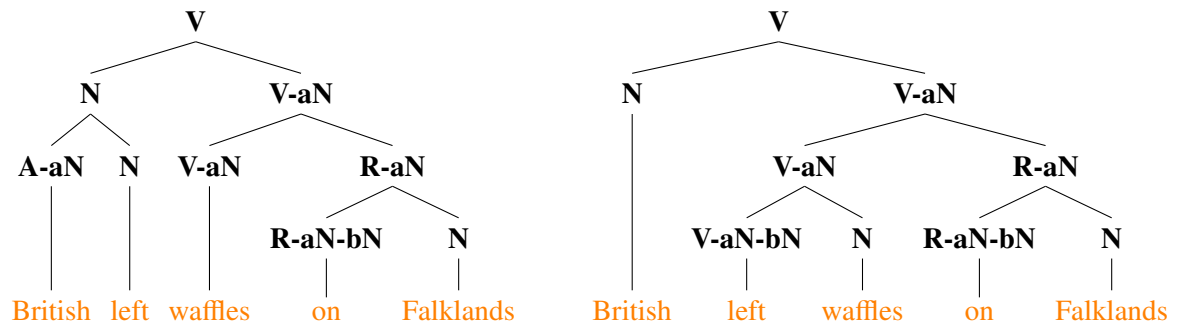 V V
N V-aN N V-aN
A-aN N V-aN R-aN V-aN R-aN
R-aN-bN N V-aN-bN N R-aN-bN N
British left waffles on Falklands British left waffles on Falklands